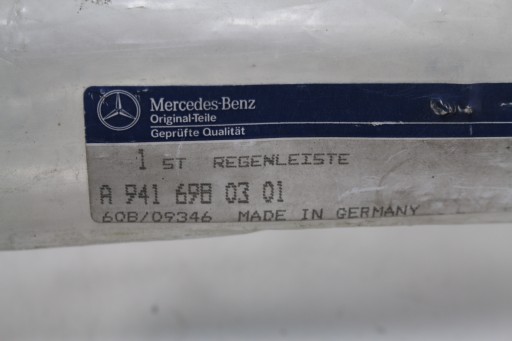 Mercedes-Benz
Original-Teile
Geprüfte Qualität
1 ST REGENLEISTE
A 941 698 03 01
60B/09346 MADE IN GERMANY